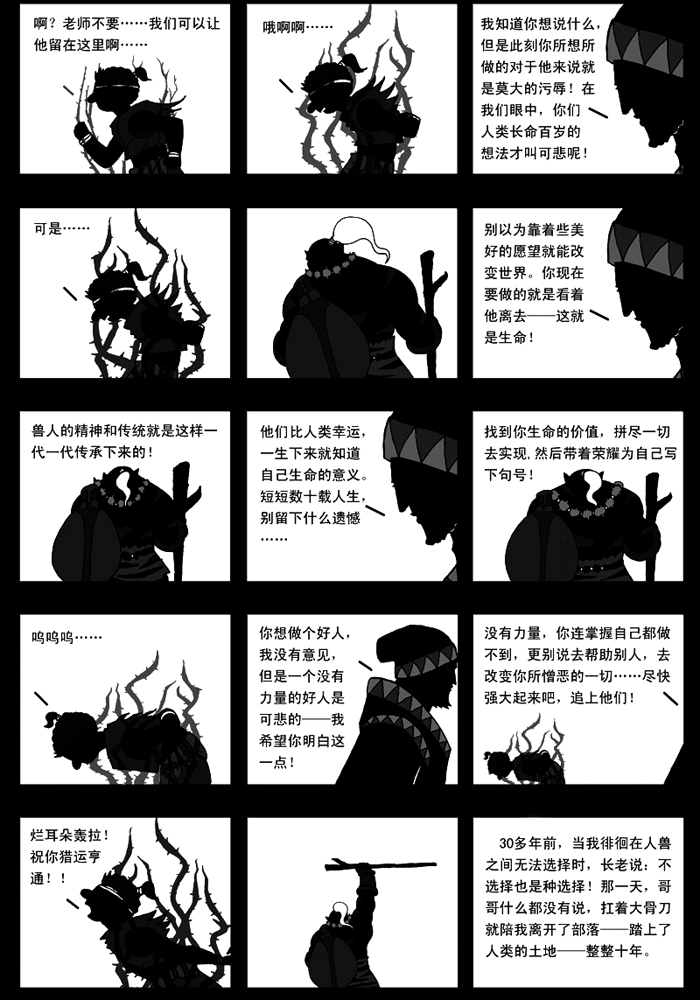 啊？老师不要……我们可以让
他留在这里啊……
哦啊啊……
我知道你想说什么，
但是此刻你所想所
做的对于他来说就
是莫大的污辱！在
我们眼中，你们
人类长命百岁的
想法才叫可悲呢！
可是……
别以为靠着些美
好的愿望就能改
变世界。你现在
要做的就是看着
他离去——这就
是生命！
兽人的精神和传统就是这样一
代一代传承下来的！
他们比人类幸运，
一生下来就知道
自己生命的意义。
短短数十载人生，
别留下什么遗憾
……
找到你生命的价值，拼尽一切
去实现,然后带着荣耀为自己写
下句号！
呜呜呜……
你想做个好人，
我没有意见，
但是一个没有
力量的好人是
可悲的——我
希望你明白这
一点！
没有力量，你连掌握自己都做
不到，更别说去帮助别人，去
改变你所憎恶的一切……尽快
强大起来吧，追上他们！
烂耳朵轰拉！
祝你猎运亨
通！！
30多年前，当我徘徊在人兽
之间无法选择时，长老说：不
选择也是种选择！那一天，哥
哥什么都没有说，扛着大骨刀
就陪我离开了部落——踏上了
人类的土地——整整十年。